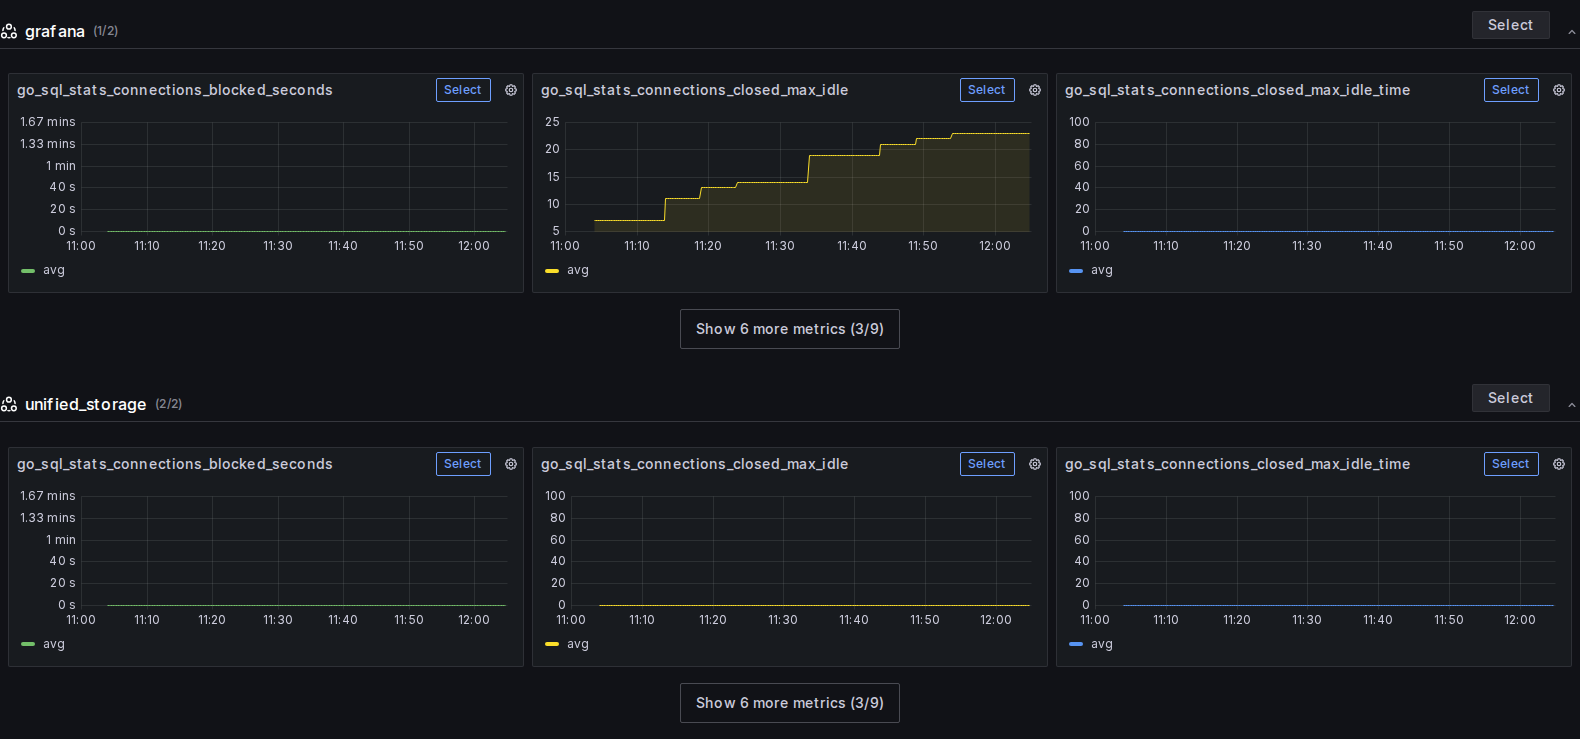 grafana (1/2) Select
go_sql_stats_connections_blocked_seconds Select
1.67 mins
1.33 mins
1 min
40 s
20 s
0 s
11:00 11:10 11:20 11:30 11:40 11:50 12:00
avg
go_sql_stats_connections_closed_max_idle Select
25
20
15
10
5
11:00 11:10 11:20 11:30 11:40 11:50 12:00
avg
go_sql_stats_connections_closed_max_idle_time Select
100
80
60
40
20
0
11:00 11:10 11:20 11:30 11:40 11:50 12:00
avg
Show 6 more metrics (3/9)
unified_storage (2/2) Select
go_sql_stats_connections_blocked_seconds Select
1.67 mins
1.33 mins
1 min
40 s
20 s
0 s
11:00 11:10 11:20 11:30 11:40 11:50 12:00
avg
go_sql_stats_connections_closed_max_idle Select
100
80
60
40
20
0
11:00 11:10 11:20 11:30 11:40 11:50 12:00
avg
go_sql_stats_connections_closed_max_idle_time Select
100
80
60
40
20
0
11:00 11:10 11:20 11:30 11:40 11:50 12:00
avg
Show 6 more metrics (3/9)